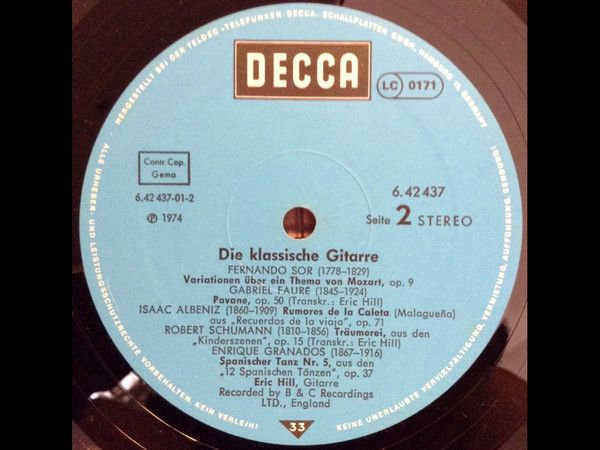 HERGESTELLT BEI DER TELDEC »TELEFUNKEN-DECCA« SCHALLPLATTEN GMBH, HAMBURG 19, GERMANY
DECCA
LC 0171
Contr. Cop.
Gema
6.42 437-01-2
℗ 1974
6.42 437
Seite 2 STEREO
Die klassische Gitarre
FERNANDO SOR (1778–1829)
Variationen über ein Thema von Mozart, op. 9
GABRIEL FAURE (1845–1924)
Pavane, op. 50 (Transkr.: Eric Hill)
ISAAC ALBENIZ (1860–1909) Rumores de la Caleta (Malagueña)
aus „Recuerdos de la viaja", op. 71
ROBERT SCHUMANN (1810–1856) Träumerei, aus den
„Kinderszenen", op. 15 (Transcr.: Eric Hill)
ENRIQUE GRANADOS (1867–1916)
Spanischer Tanz Nr. 5, aus den
„12 Spanischen Tänzen", op. 37
Eric Hill, Gitarre
Recorded by B & C Recordings
LTD., England
33
ALLE URHEBER- UND LEISTUNGSSCHUTZRECHTE VORBEHALTEN. KEIN VERLEIH!
KEINE UNERLAUBTE VERVIELFÄLTIGUNG, VERMIETUNG, AUFFÜHRUNG, SENDUNG!